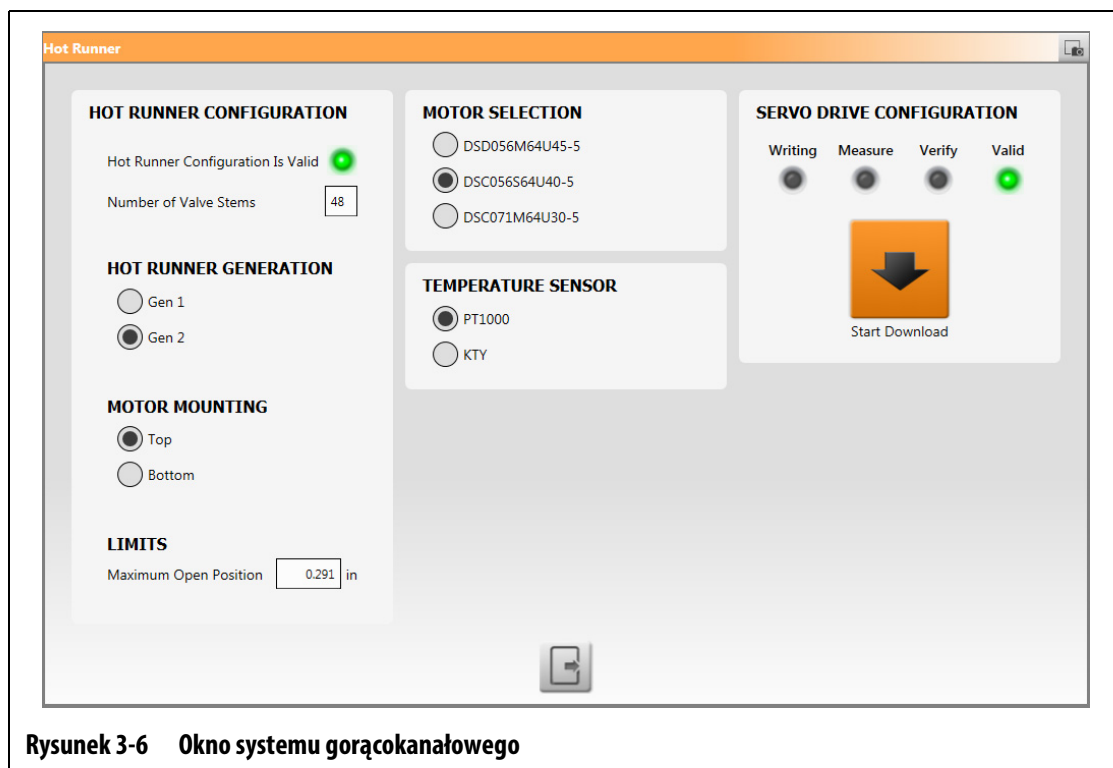 Hot Runner
HOT RUNNER CONFIGURATION
Hot Runner Configuration Is Valid
Number of Valve Stems 48
HOT RUNNER GENERATION
Gen 1
Gen 2
MOTOR MOUNTING
Top
Bottom
LIMITS
Maximum Open Position 0.291 in
MOTOR SELECTION
DSD056M64U45-5
DSC056S64U40-5
DSC071M64U30-5
TEMPERATURE SENSOR
PT1000
KTY
SERVO DRIVE CONFIGURATION
Writing Measure Verify Valid
Start Download
Rysunek 3-6 Okno systemu gorącokanałowego